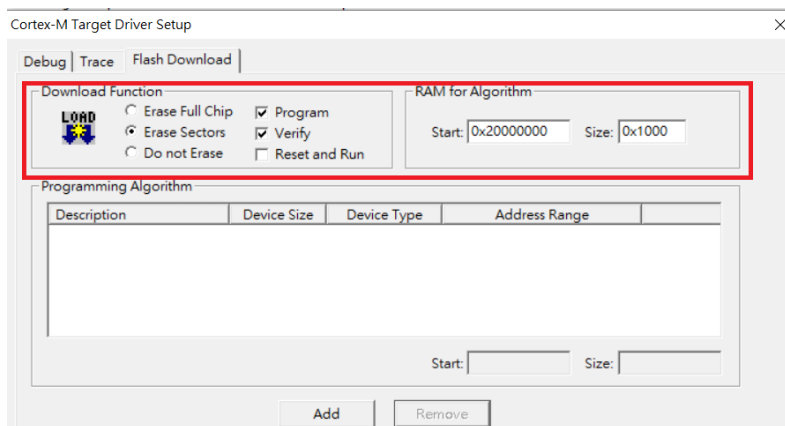 Cortex-M Target Driver Setup
Debug Trace Flash Download
Download Function
LOAD
Erase Full Chip
Erase Sectors
Do not Erase
Program
Verify
Reset and Run
RAM for Algorithm
Start: 0x20000000 Size: 0x1000
Programming Algorithm
Description Device Size Device Type Address Range
Start: Size:
Add Remove